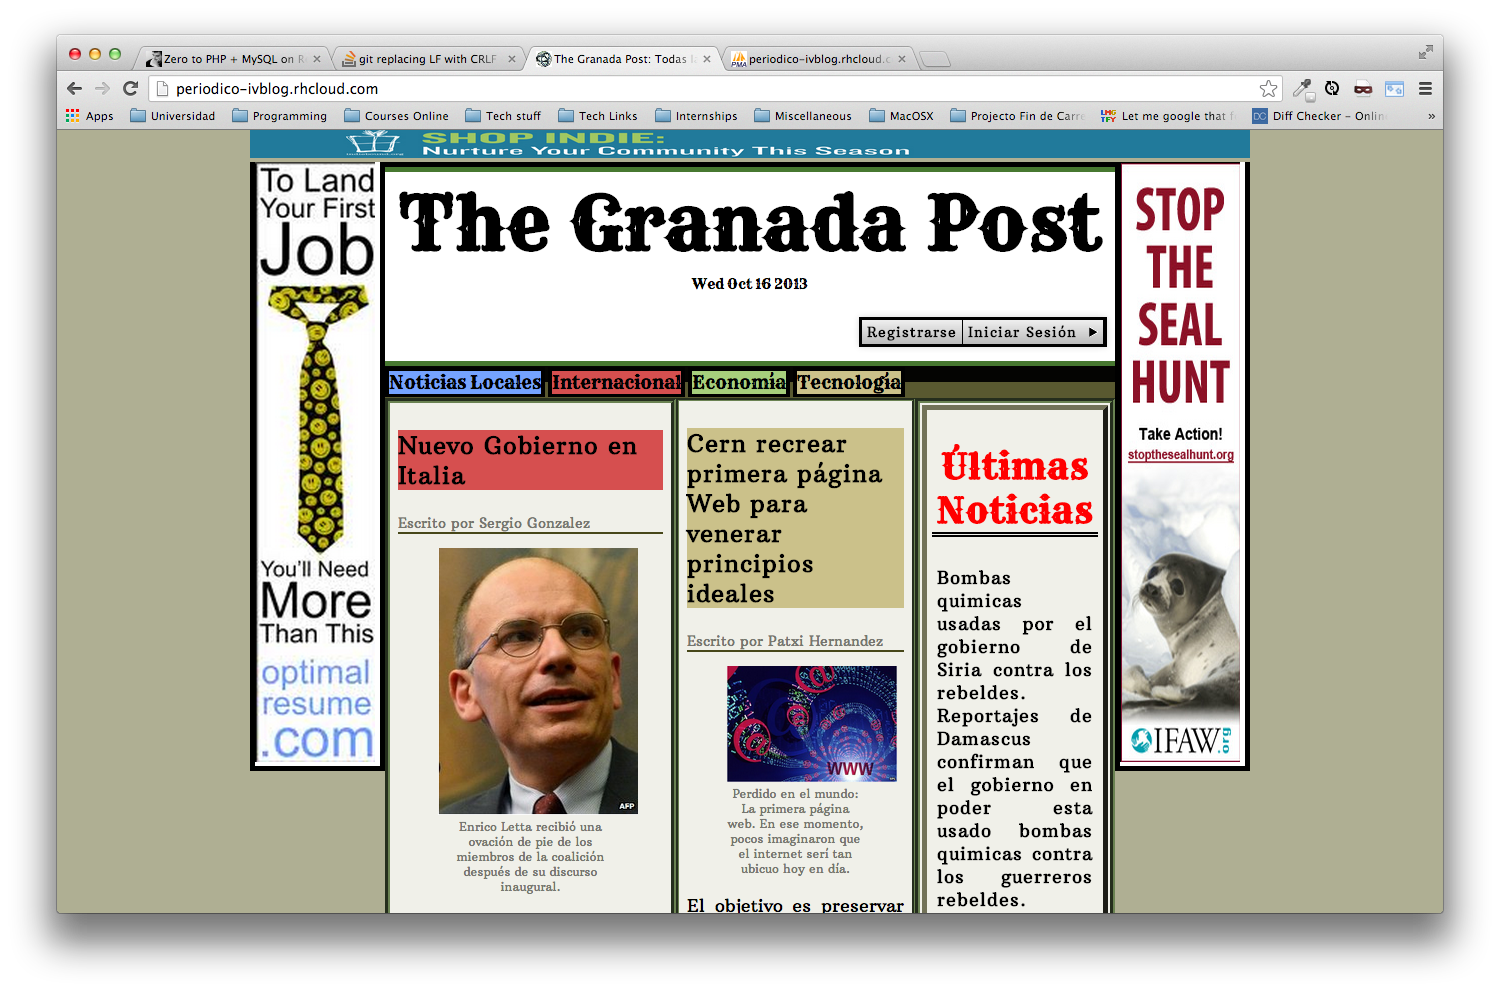 Zero to PHP + MySQL on R
git replacing LF with CRLF
The Granada Post: Todas l
periodico-ivblog.rhcloud.c
periodico-ivblog.rhcloud.com
Apps
Universidad
Programming
Courses Online
Tech stuff
Tech Links
Internships
Miscellaneous
MacOSX
Projecto Fin de Carre
LMG
TFY
Let me google that f
DC
Diff Checker - Onlin
»
SHOP INDIE:
Nurture Your Community This Season
To Land
Your First
Job
You'll Need
More
Than This
optimal
resume
.com
The Granada Post
Wed Oct 16 2013
Registrarse
Iniciar Sesión
Noticias Locales
Internacional
Economía
Tecnología
Nuevo Gobierno en
Italia
Escrito por Sergio Gonzalez
AFP
Enrico Letta recibió una
ovación de pie de los
miembros de la coalición
después de su discurso
inaugural.
Cern recrear
primera página
Web para
venerar
principios
ideales
Escrito por Patxi Hernandez
www
Perdido en el mundo:
La primera página
web. En ese momento,
pocos imaginaron que
el internet serí tan
ubicuo hoy en día.
El objetivo es preservar
Últimas
Noticias
Bombas
quimicas
usadas por el
gobierno de
Siria contra los
rebeldes.
Reportajes de
Damascus
confirman que
el gobierno en
poder esta
usado bombas
quimicas contra
los guerreros
rebeldes.
STOP
THE
SEAL
HUNT
Take Action!
stopthesealhunt.org
IFAW.org